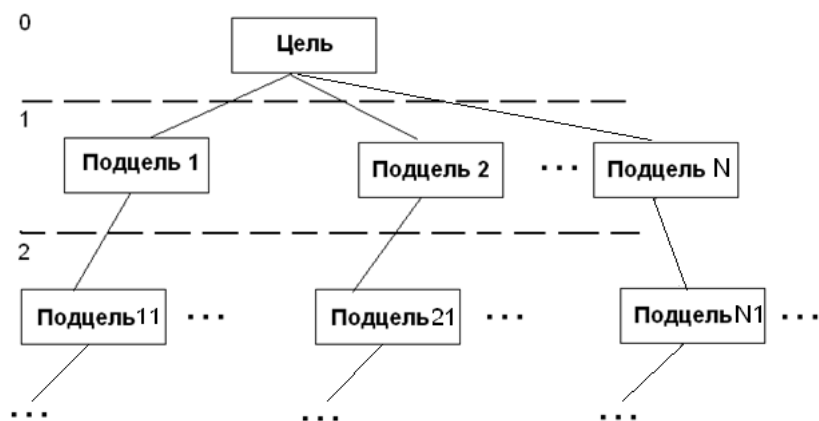 0
Цель
1
Подцель 1
Подцель 2
...
Подцель N
2
Подцель11
...
Подцель21
...
ПодцельN1
...
...
...
...